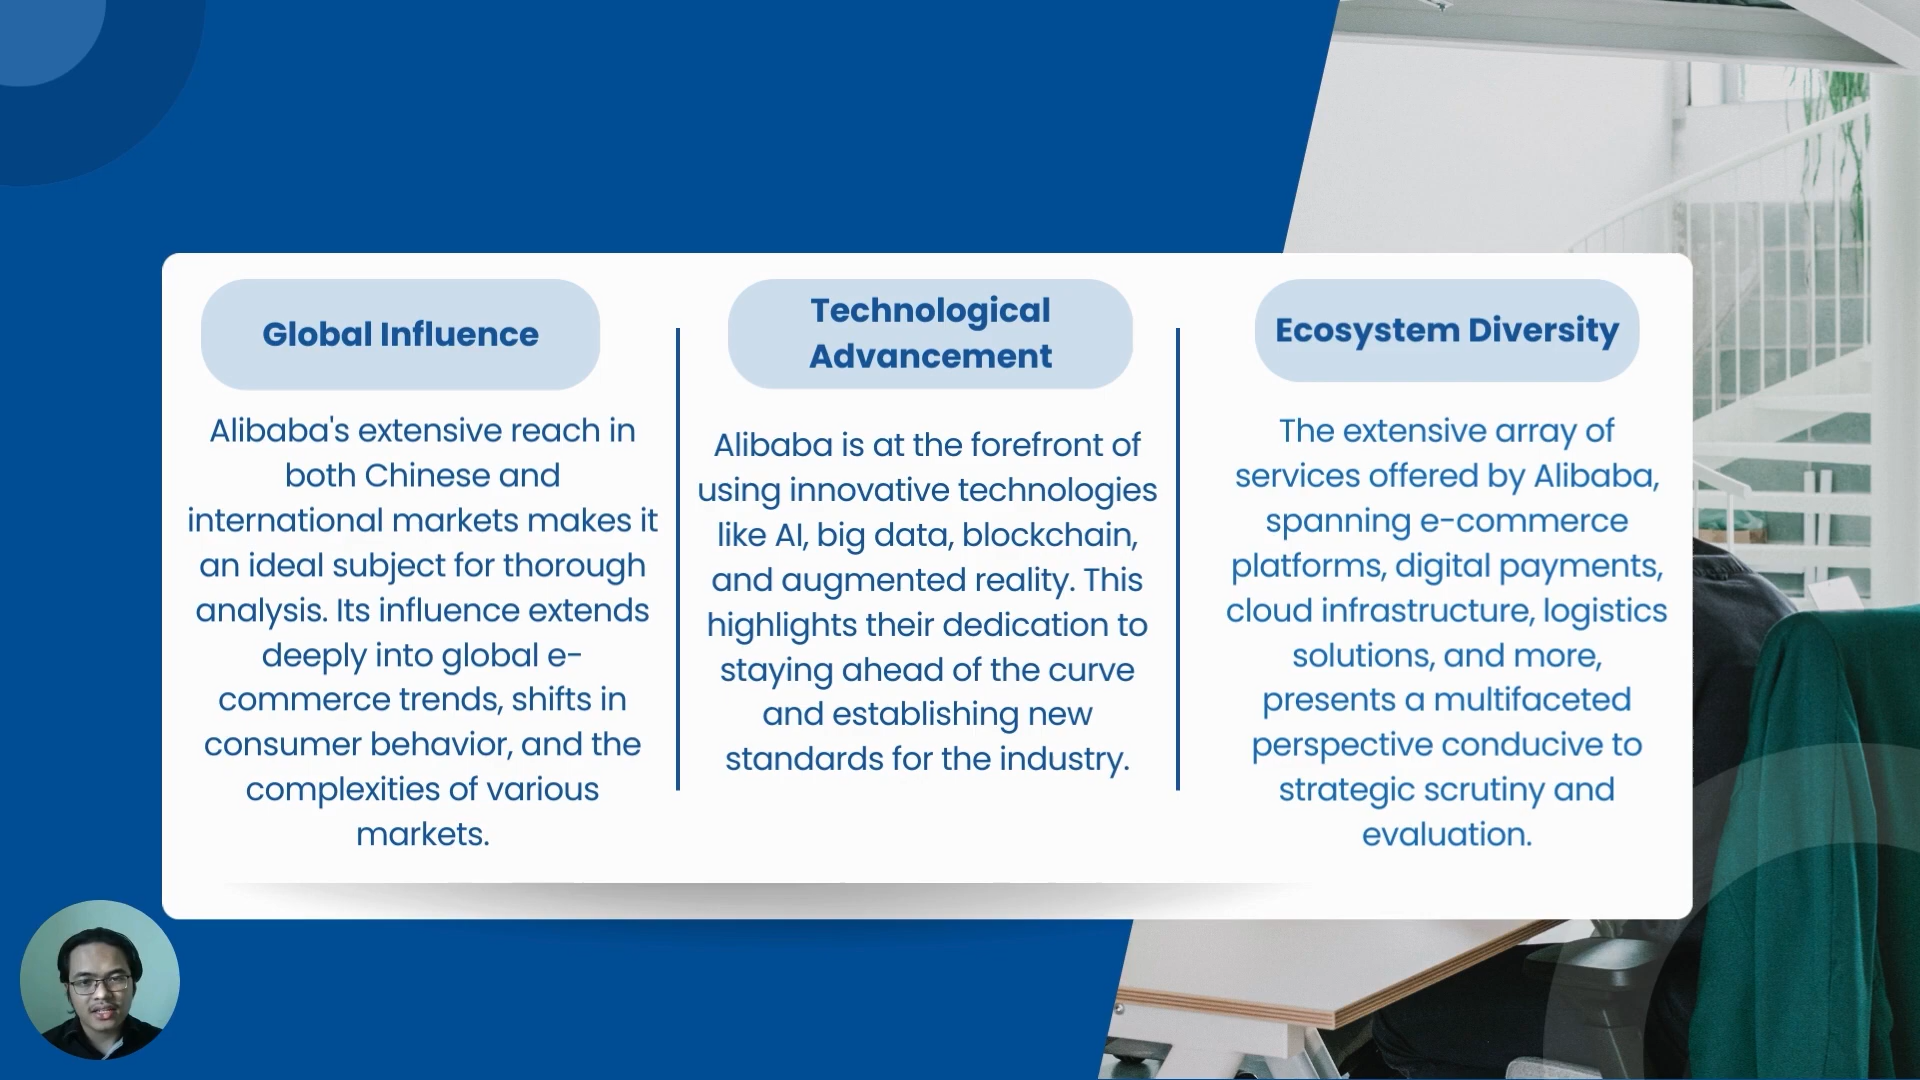 Global Influence
Alibaba's extensive reach in
both Chinese and
international markets makes it
an ideal subject for thorough
analysis. Its influence extends
deeply into global e-
commerce trends, shifts in
consumer behavior, and the
complexities of various
markets.
Technological
Advancement
Alibaba is at the forefront of
using innovative technologies
like AI, big data, blockchain,
and augmented reality. This
highlights their dedication to
staying ahead of the curve
and establishing new
standards for the industry.
Ecosystem Diversity
The extensive array of
services offered by Alibaba,
spanning e-commerce
platforms, digital payments,
cloud infrastructure, logistics
solutions, and more,
presents a multifaceted
perspective conducive to
strategic scrutiny and
evaluation.